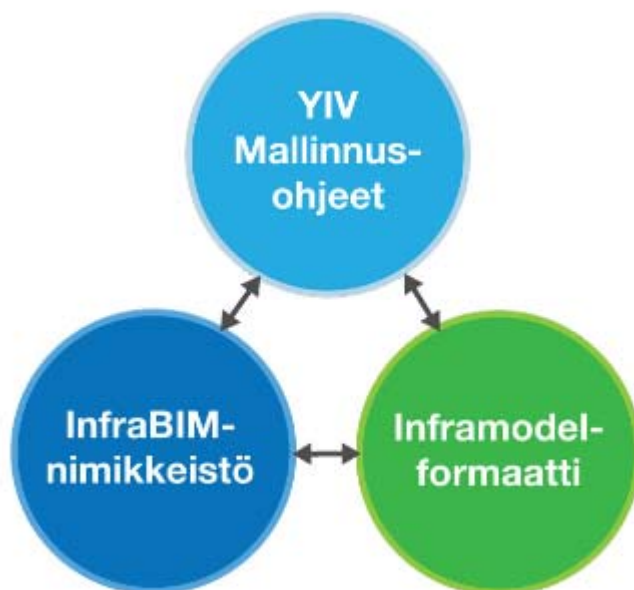 YIV
Mallinnus-
ohjeet
InfraBIM-
nimikkeistö
Inframodel-
formaatti